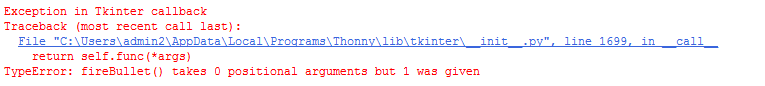 Exception in Tkinter callback
Traceback (most recent call last):
  File "C:\Users\admin2\AppData\Local\Programs\Thonny\lib\tkinter\__init__.py", line 1699, in __call__
    return self.func(*args)
TypeError: fireBullet() takes 0 positional arguments but 1 was given